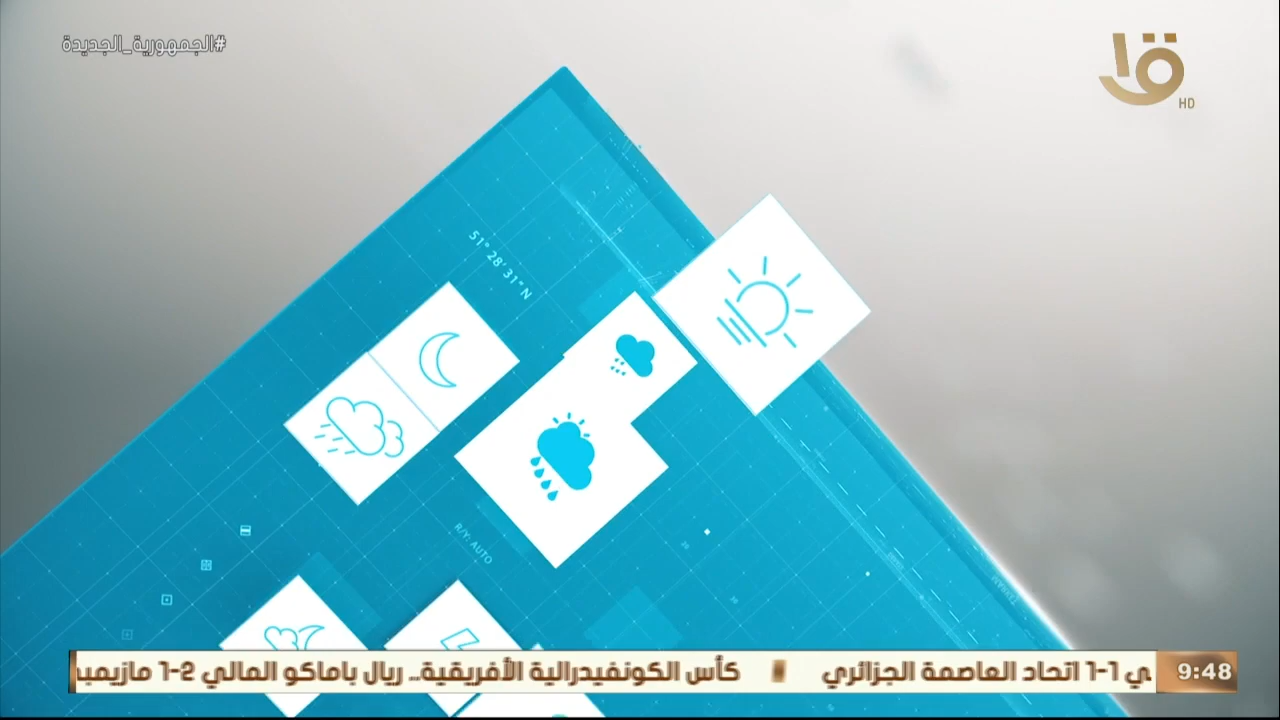 #الجمهورية_الجديدة
HD
51° 28' 31" N
R/Y: AUTO
ي 1-1 اتحاد العاصمة الجزائري
كأس الكونفيدرالية الأفريقية.. ريال باماكو المالي 2-1 مازيمب
9:48